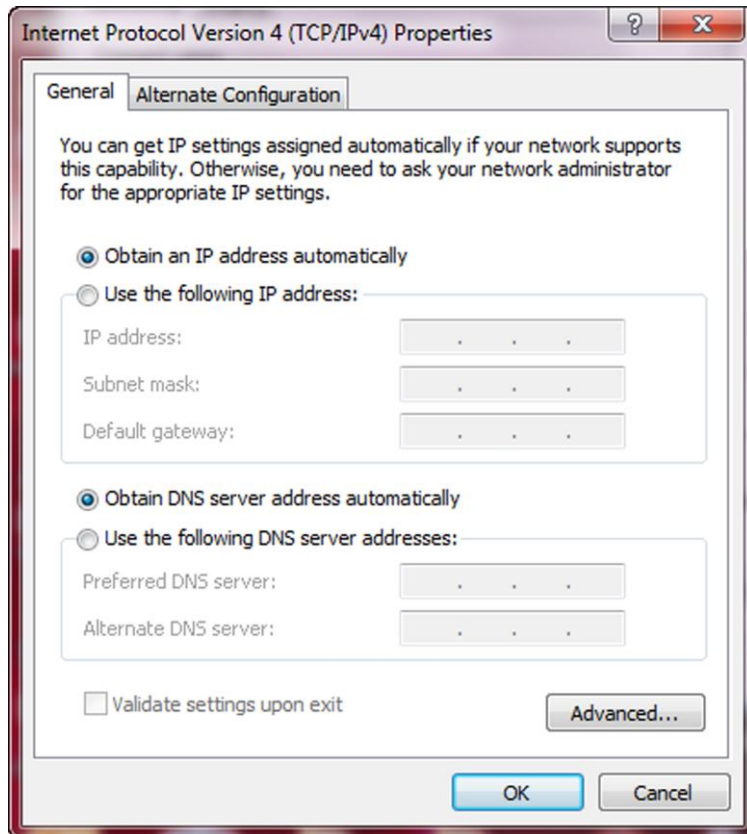 Internet Protocol Version 4 (TCP/IPv4) Properties
General
Alternate Configuration
You can get IP settings assigned automatically if your network supports
this capability. Otherwise, you need to ask your network administrator
for the appropriate IP settings.
Obtain an IP address automatically
Use the following IP address:
IP address:
Subnet mask:
Default gateway:
Obtain DNS server address automatically
Use the following DNS server addresses:
Preferred DNS server:
Alternate DNS server:
Validate settings upon exit
Advanced...
OK
Cancel